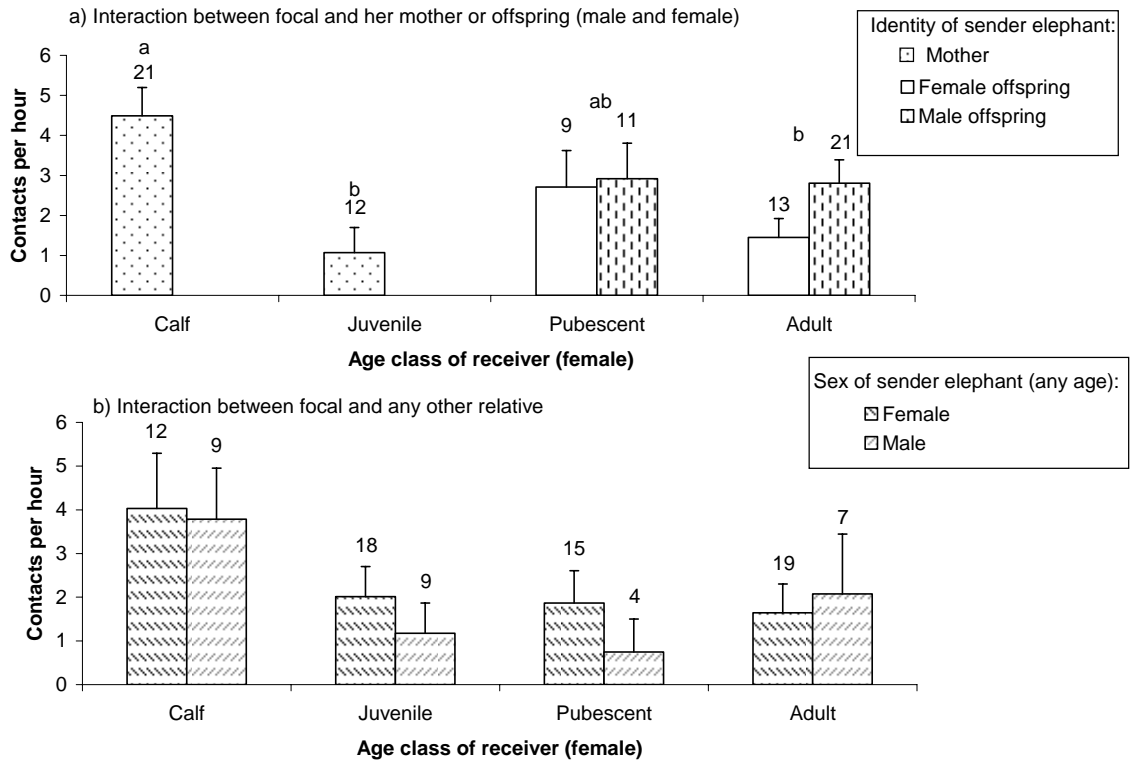 a) Interaction between focal and her mother or offspring (male and female)
Identity of sender elephant:
Mother
Female offspring
Male offspring
Contacts per hour
6
5
4
3
2
1
0
a
21
b
12
9
ab
11
13
b
21
Calf
Juvenile
Pubescent
Adult
Age class of receiver (female)
Sex of sender elephant (any age):
Female
Male
b) Interaction between focal and any other relative
Contacts per hour
6
5
4
3
2
1
0
12
9
18
9
15
4
19
7
Calf
Juvenile
Pubescent
Adult
Age class of receiver (female)